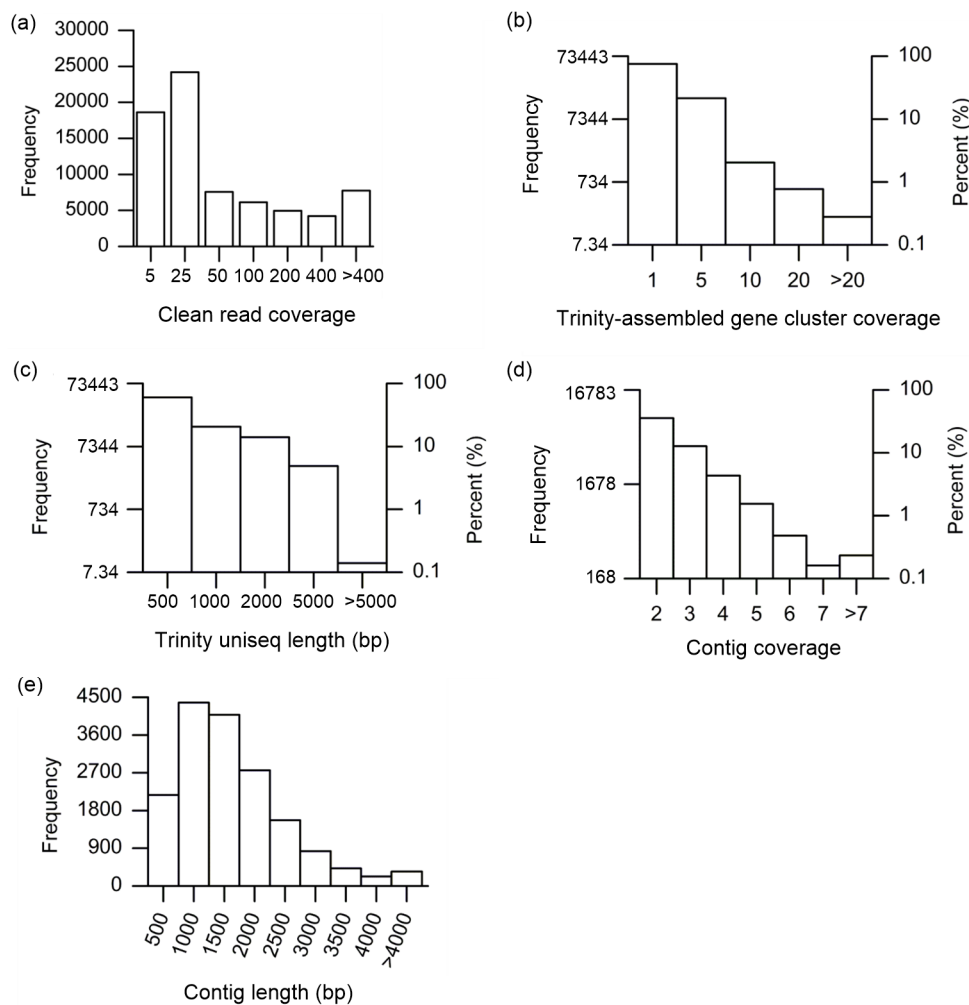 (a)
30000
25000
20000
15000
10000
5000
0
Frequency
5 25 50 100 200 400 >400
Clean read coverage
(b)
73443
7344
734
7.34
Frequency
100
10
1
0.1
Percent (%)
1 5 10 20 >20
Trinity-assembled gene cluster coverage
(c)
73443
7344
734
7.34
Frequency
100
10
1
0.1
Percent (%)
500 1000 2000 5000 >5000
Trinity uniseq length (bp)
(d)
16783
1678
168
Frequency
100
10
1
0.1
Percent (%)
2 3 4 5 6 7 >7
Contig coverage
(e)
4500
3600
2700
1800
900
0
Frequency
500 1000 1500 2000 2500 3000 3500 4000 >4000
Contig length (bp)